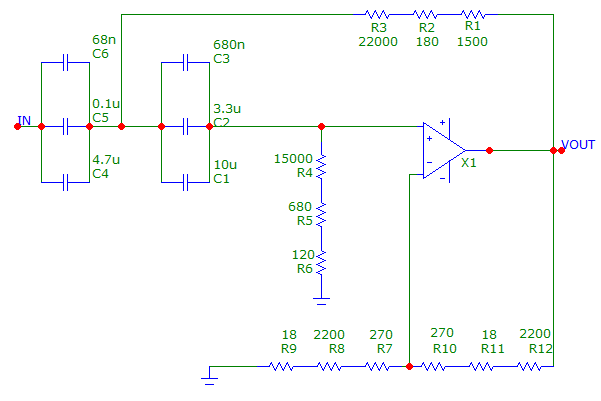 R3 R2 R1
22000 180 1500
68n
C6
680n
C3
IN
0.1u
C5
3.3u
C2
4.7u
C4
10u
C1
15000
R4
680
R5
120
R6
+
+
-
-
X1
VOUT
18 2200 270 270 18 2200
R9 R8 R7 R10 R11 R12